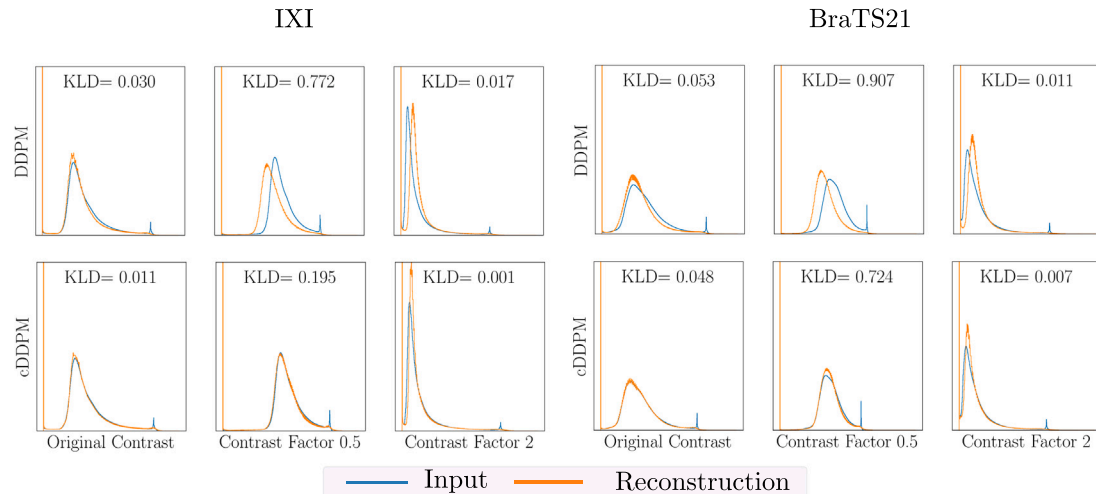 IXI BraTS21
KLD= 0.030 KLD= 0.772 KLD= 0.017 KLD= 0.053 KLD= 0.907 KLD= 0.011
DDPM DDPM
KLD= 0.011 KLD= 0.195 KLD= 0.001 KLD= 0.048 KLD= 0.724 KLD= 0.007
cDDPM cDDPM
Original Contrast Contrast Factor 0.5 Contrast Factor 2 Original Contrast Contrast Factor 0.5 Contrast Factor 2
Input Reconstruction